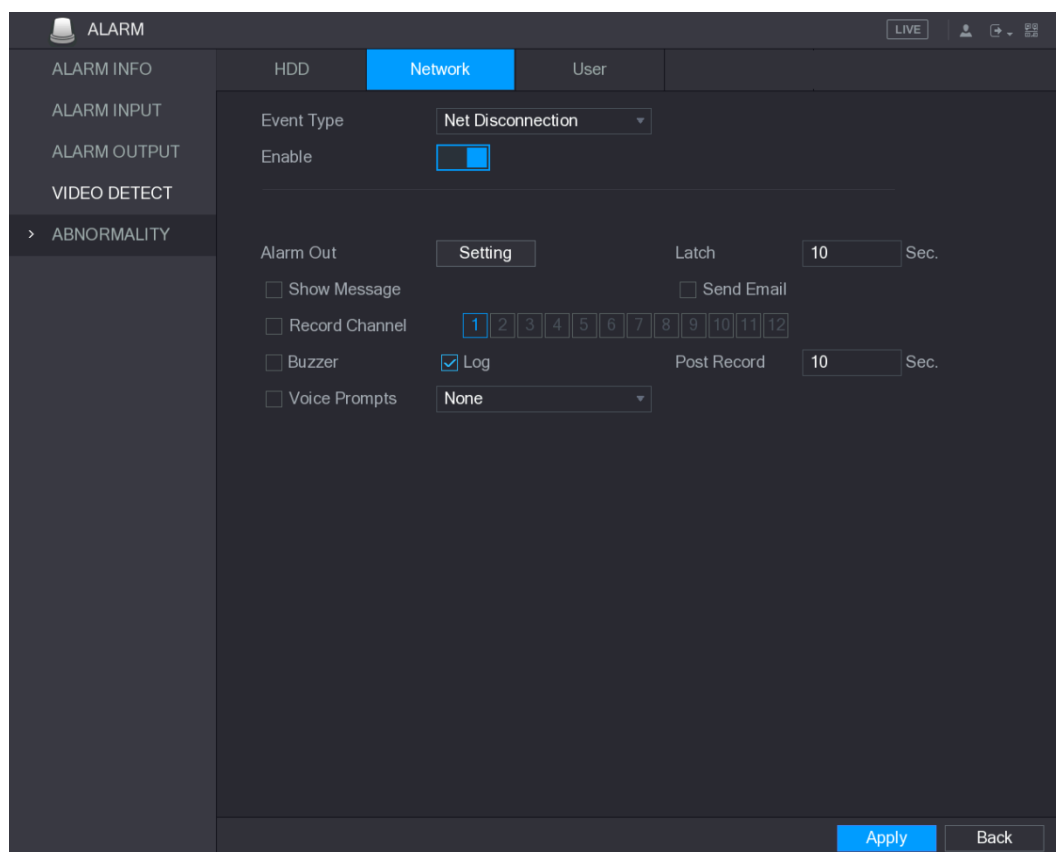 ALARM
LIVE
ALARM INFO
ALARM INPUT
ALARM OUTPUT
VIDEO DETECT
> ABNORMALITY
HDD Network User
Event Type Net Disconnection
Enable
Alarm Out Setting Latch 10 Sec.
Show Message Send Email
Record Channel 1 2 3 4 5 6 7 8 9 10 11 12
Buzzer Log Post Record 10 Sec.
Voice Prompts None
Apply Back